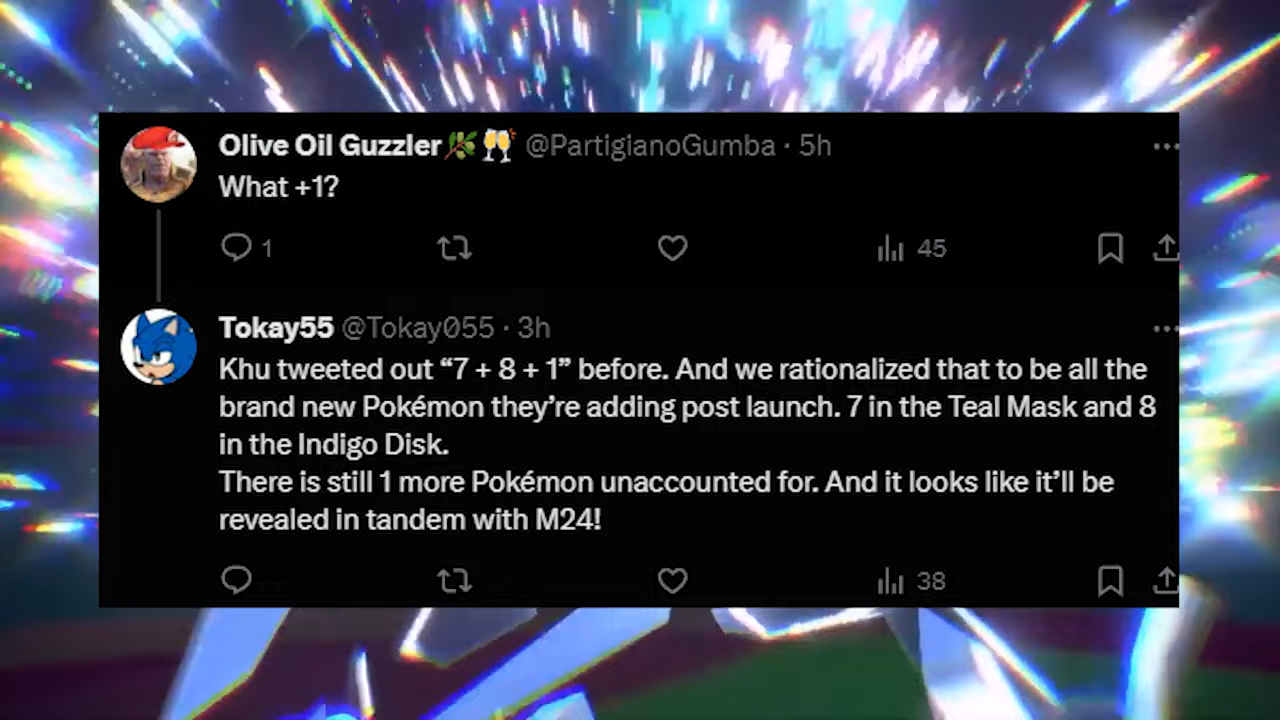 Olive Oil Guzzler🌿🥂 @PartigianoGumba · 5h
What +1?
1 45
Tokay55 @Tokay055 · 3h
Khu tweeted out “7 + 8 + 1” before. And we rationalized that to be all the
brand new Pokémon they’re adding post launch. 7 in the Teal Mask and 8
in the Indigo Disk.
There is still 1 more Pokémon unaccounted for. And it looks like it’ll be
revealed in tandem with M24!
38